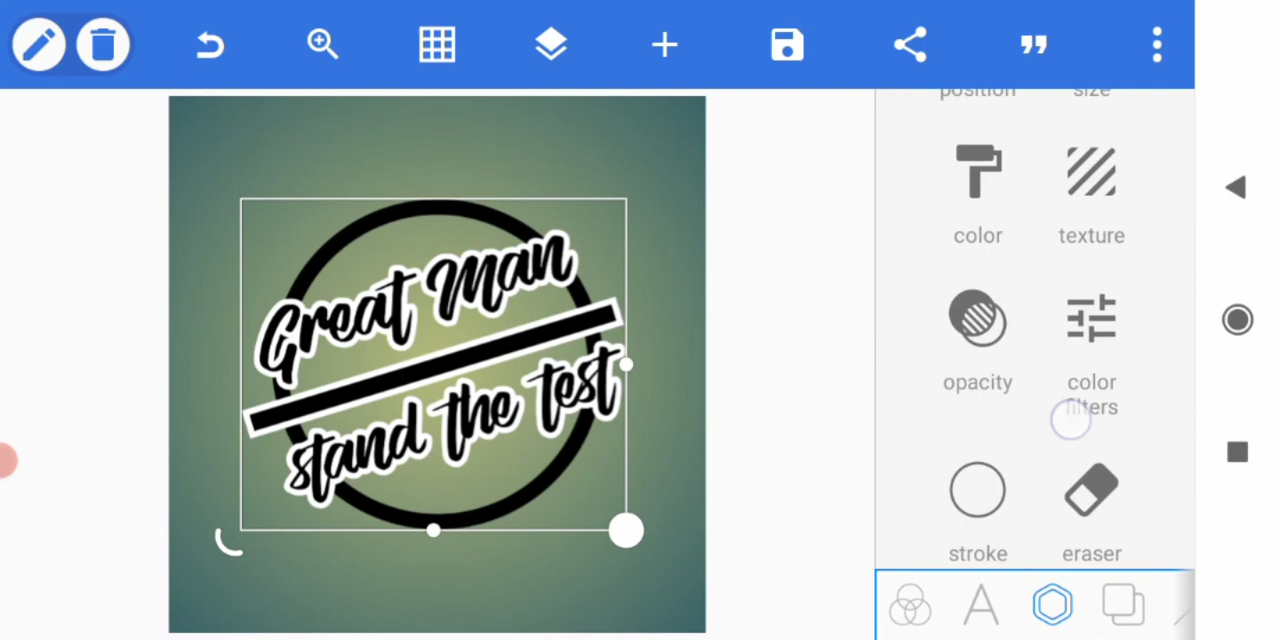 position size
color texture
opacity color
filters
stroke eraser
Great Man
stand the test